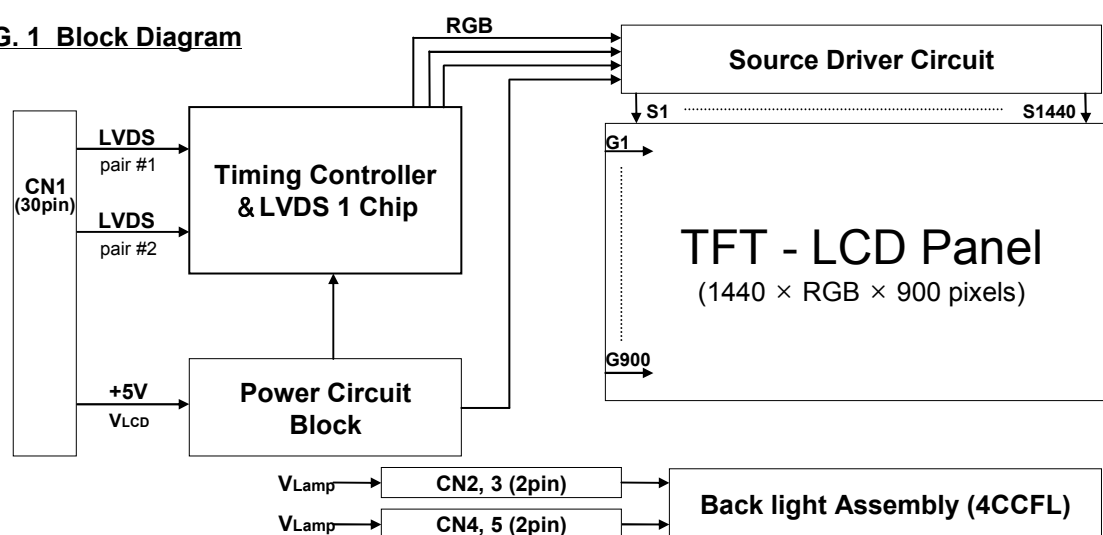 G. 1 Block Diagram
RGB
Source Driver Circuit
S1
S1440
CN1
(30pin)
LVDS
pair #1
LVDS
pair #2
Timing Controller
& LVDS 1 Chip
G1
TFT - LCD Panel
(1440 × RGB × 900 pixels)
G900
+5V
VLCD
Power Circuit
Block
VLamp
CN2, 3 (2pin)
VLamp
CN4, 5 (2pin)
Back light Assembly (4CCFL)